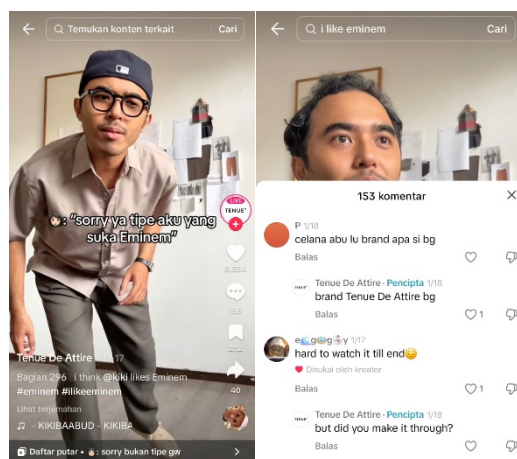 Temukan konten terkait
Cari
LIVE
TENUE
👩🏻: "sorry ya tipe aku yang
suka Eminem"
153
222
40
Tenue De Attire
Bagian 296 | i think @kiki likes Eminem
#eminem #ilikeeminem
Lihat terjemahan
- KIKIBAABUD - KIKIBA
Daftar putar • 👩🏻: sorry bukan tipe gw
i like eminem
Cari
153 komentar
P 1/18
celana abu lu brand apa si bg
Balas
Tenue De Attire · Pencipta 1/18
brand Tenue De Attire bg
Balas
1
1/17
hard to watch it till end
Disukai oleh kreator
Balas
1
Tenue De Attire · Pencipta 1/18
but did you make it through?
Balas